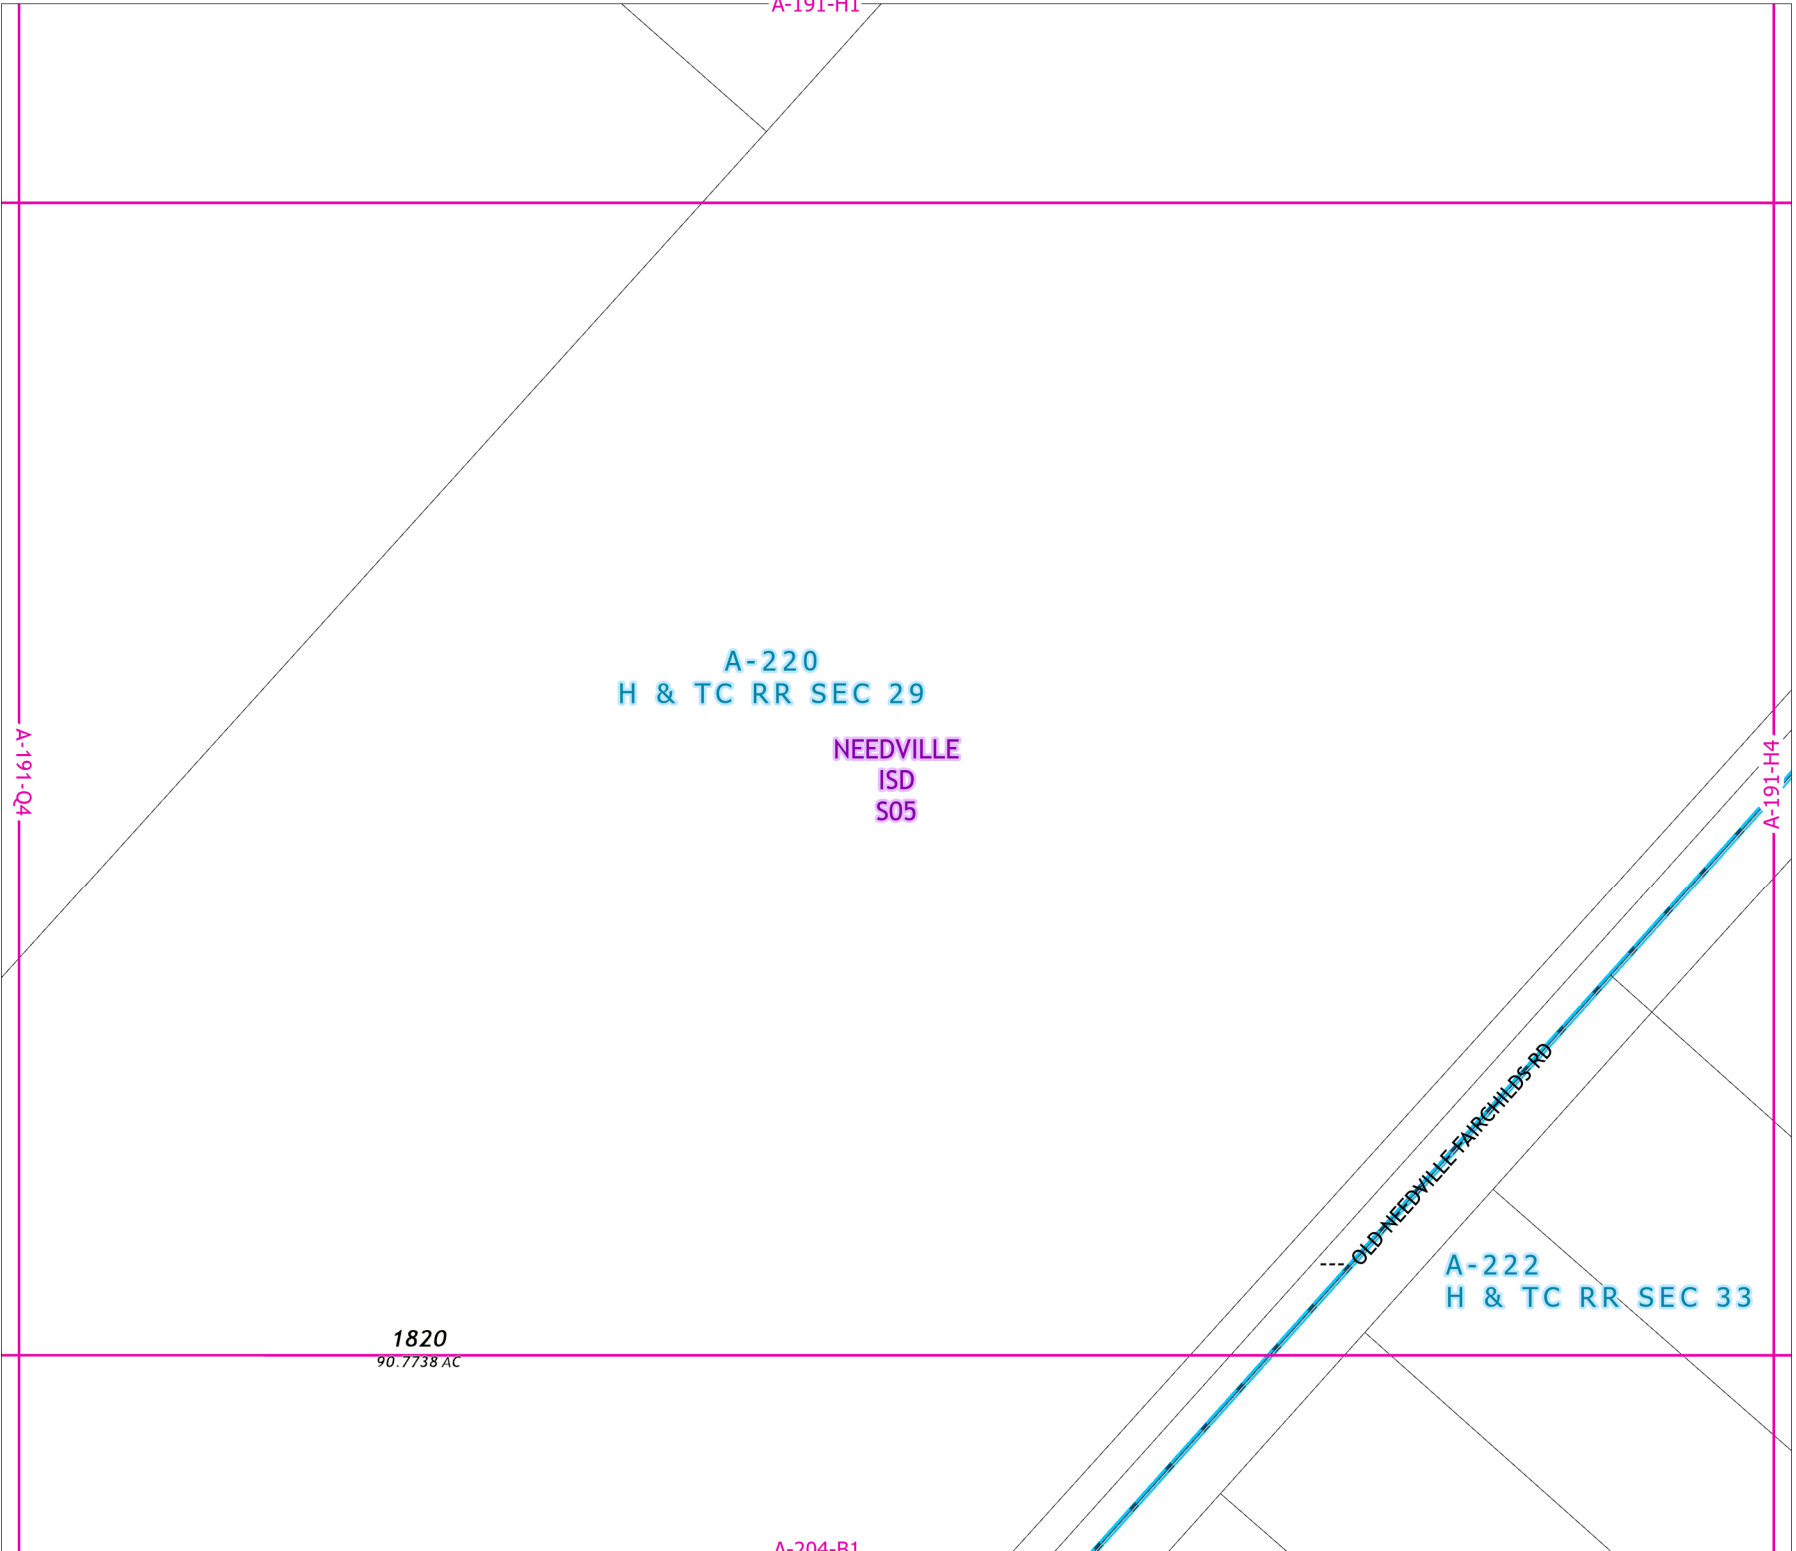 A-191-H1
A-220
H & TC RR SEC 29
NEEDVILLE
ISD
S05
A-191-Q4
A-191-H4
OLD NEEDVILLE FAIRCHILDS RD
A-222
H & TC RR SEC 33
1820
90.7738 AC
A-204-B1